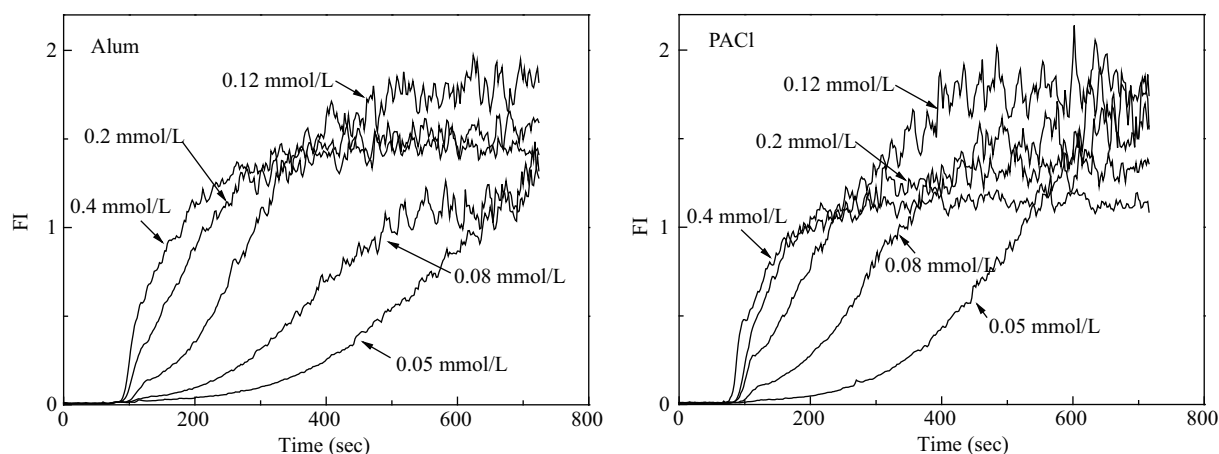 Alum
FI
2
1
0
0.12 mmol/L
0.2 mmol/L
0.4 mmol/L
0.08 mmol/L
0.05 mmol/L
0 200 400 600 800
Time (sec)
PACl
FI
2
1
0
0.12 mmol/L
0.2 mmol/L
0.4 mmol/L
0.08 mmol/L
0.05 mmol/L
0 200 400 600 800
Time (sec)